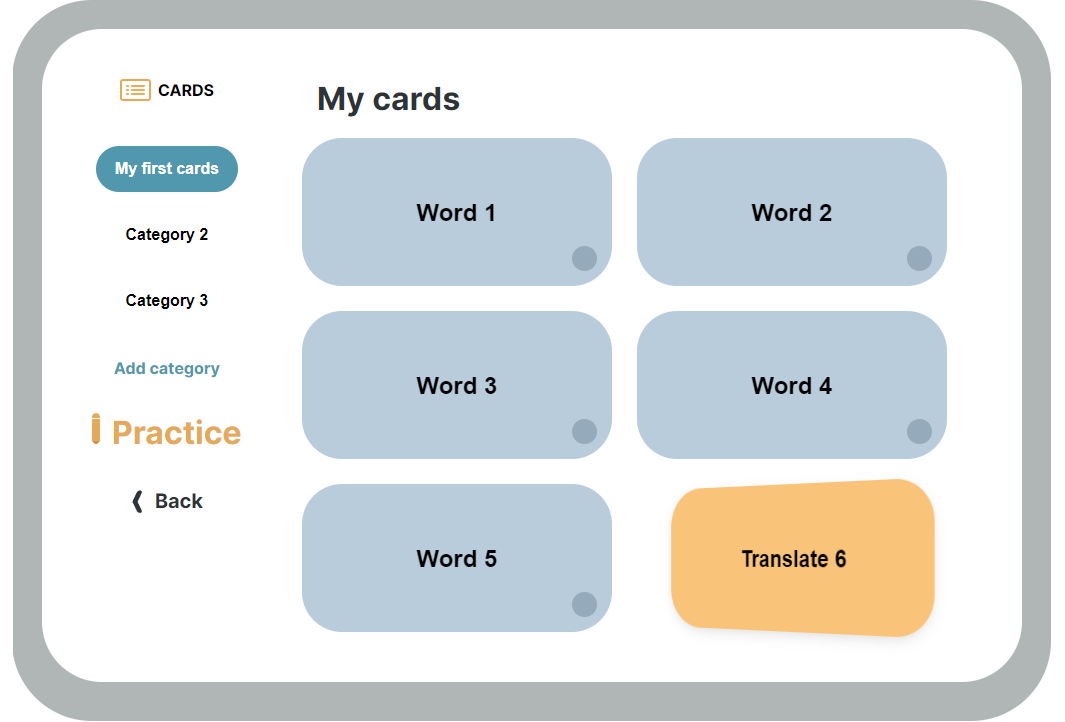 CARDS
My first cards
Category 2
Category 3
Add category
Practice
Back
My cards
Word 1
Word 2
Word 3
Word 4
Word 5
Translate 6